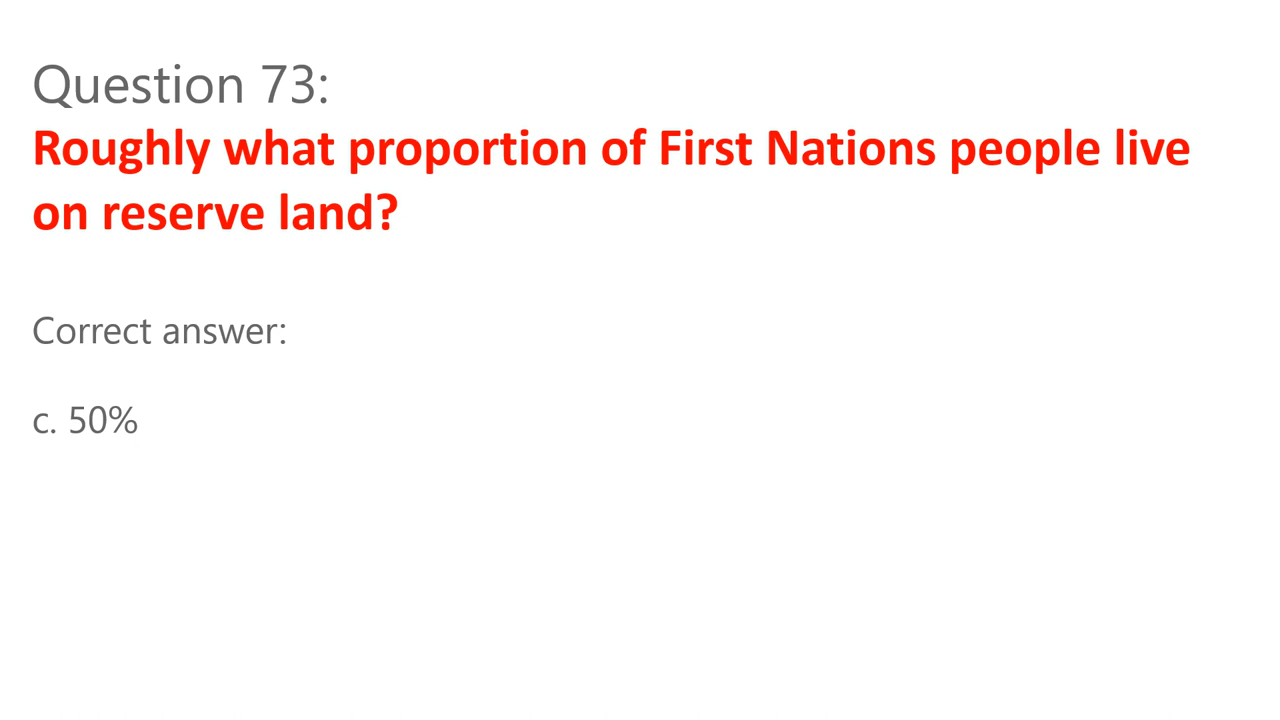 Question 73:
Roughly what proportion of First Nations people live
on reserve land?
Correct answer:
c. 50%